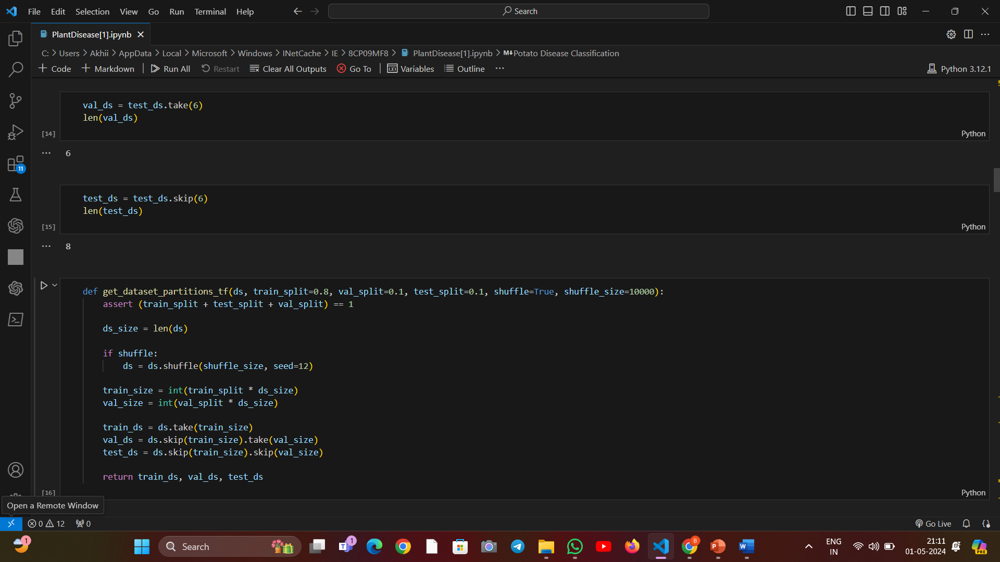 File Edit Selection View Go Run Terminal Help Search
PlantDisease[1].ipynb
C: > Users > Akhii > AppData > Local > Microsoft > Windows > INetCache > IE > 8CP09MF8 > PlantDisease[1].ipynb > M↓Potato Disease Classification
+ Code + Markdown | Run All Restart Clear All Outputs Go To | Variables Outline ... Python 3.12.1
val_ds = test_ds.take(6)
len(val_ds)
[14] Python
... 6
test_ds = test_ds.skip(6)
len(test_ds)
[15] Python
... 8
def get_dataset_partitions_tf(ds, train_split=0.8, val_split=0.1, test_split=0.1, shuffle=True, shuffle_size=10000):
assert (train_split + test_split + val_split) == 1
ds_size = len(ds)
if shuffle:
ds = ds.shuffle(shuffle_size, seed=12)
train_size = int(train_split * ds_size)
val_size = int(val_split * ds_size)
train_ds = ds.take(train_size)
val_ds = ds.skip(train_size).take(val_size)
test_ds = ds.skip(train_size).skip(val_size)
return train_ds, val_ds, test_ds
[16] Python
11
Open a Remote Window
0 12 0 Go Live
1 Search 1 B P W ENG 21:11
IN 01-05-2024 PRE